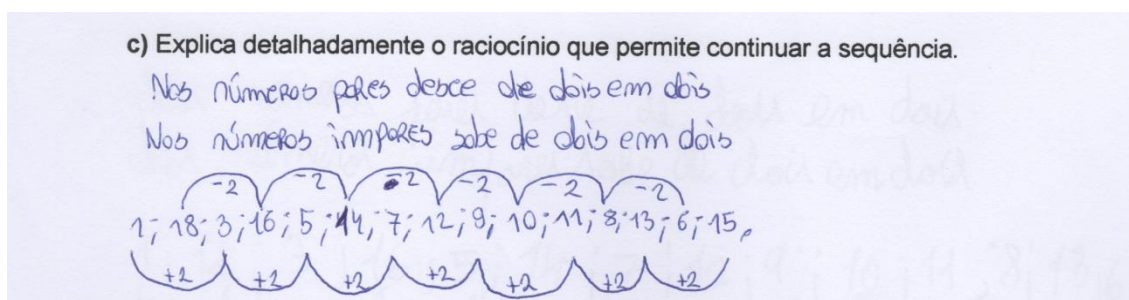 c) Explica detalhadamente o raciocínio que permite continuar a sequência.
Nos números pares desce de dois em dois
Nos números impares sobe de dois em dois
-2 -2 -2 -2 -2 -2
1; 18; 3; 16; 5; 14; 7; 12; 9; 10; 11; 8; 13; 6; 15,
+2 +2 +2 +2 +2 +2 +2